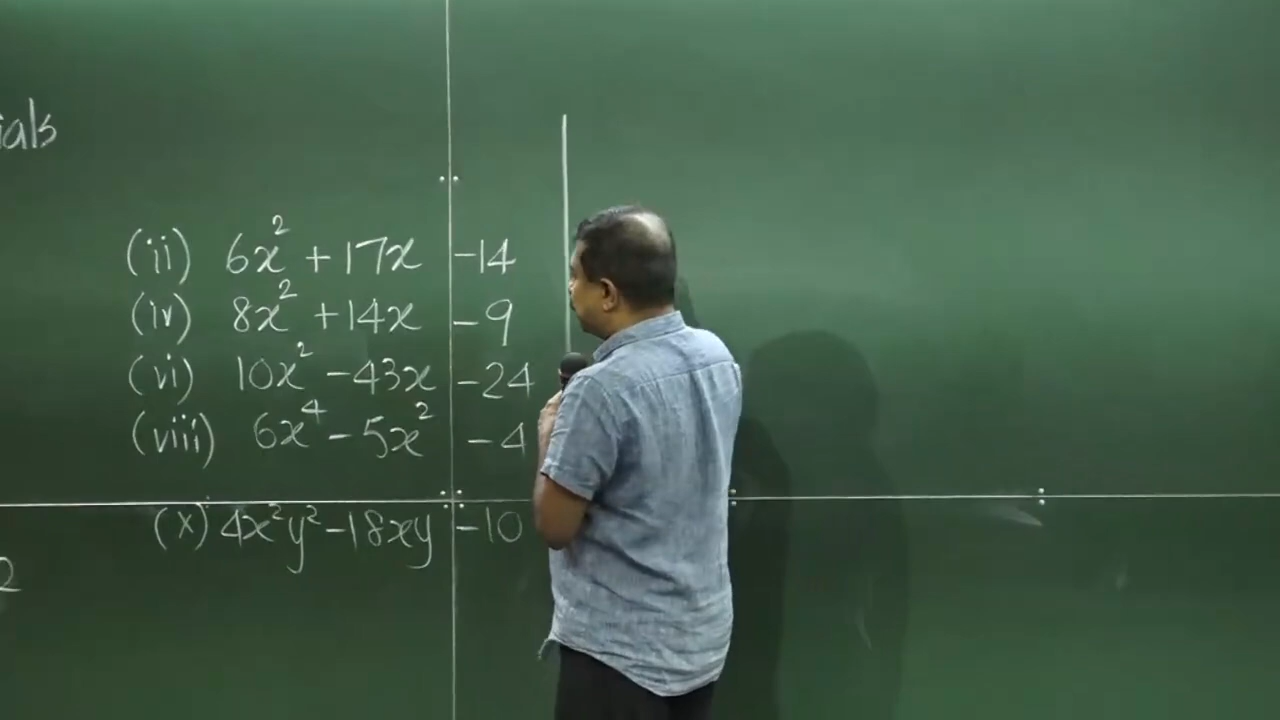 ials
(ii) 6x² + 17x - 14
(iv) 8x² + 14x - 9
(vi) 10x² - 43x - 24
(viii) 6x⁴ - 5x² - 4
(x) 4x²y² - 18xy - 10
2